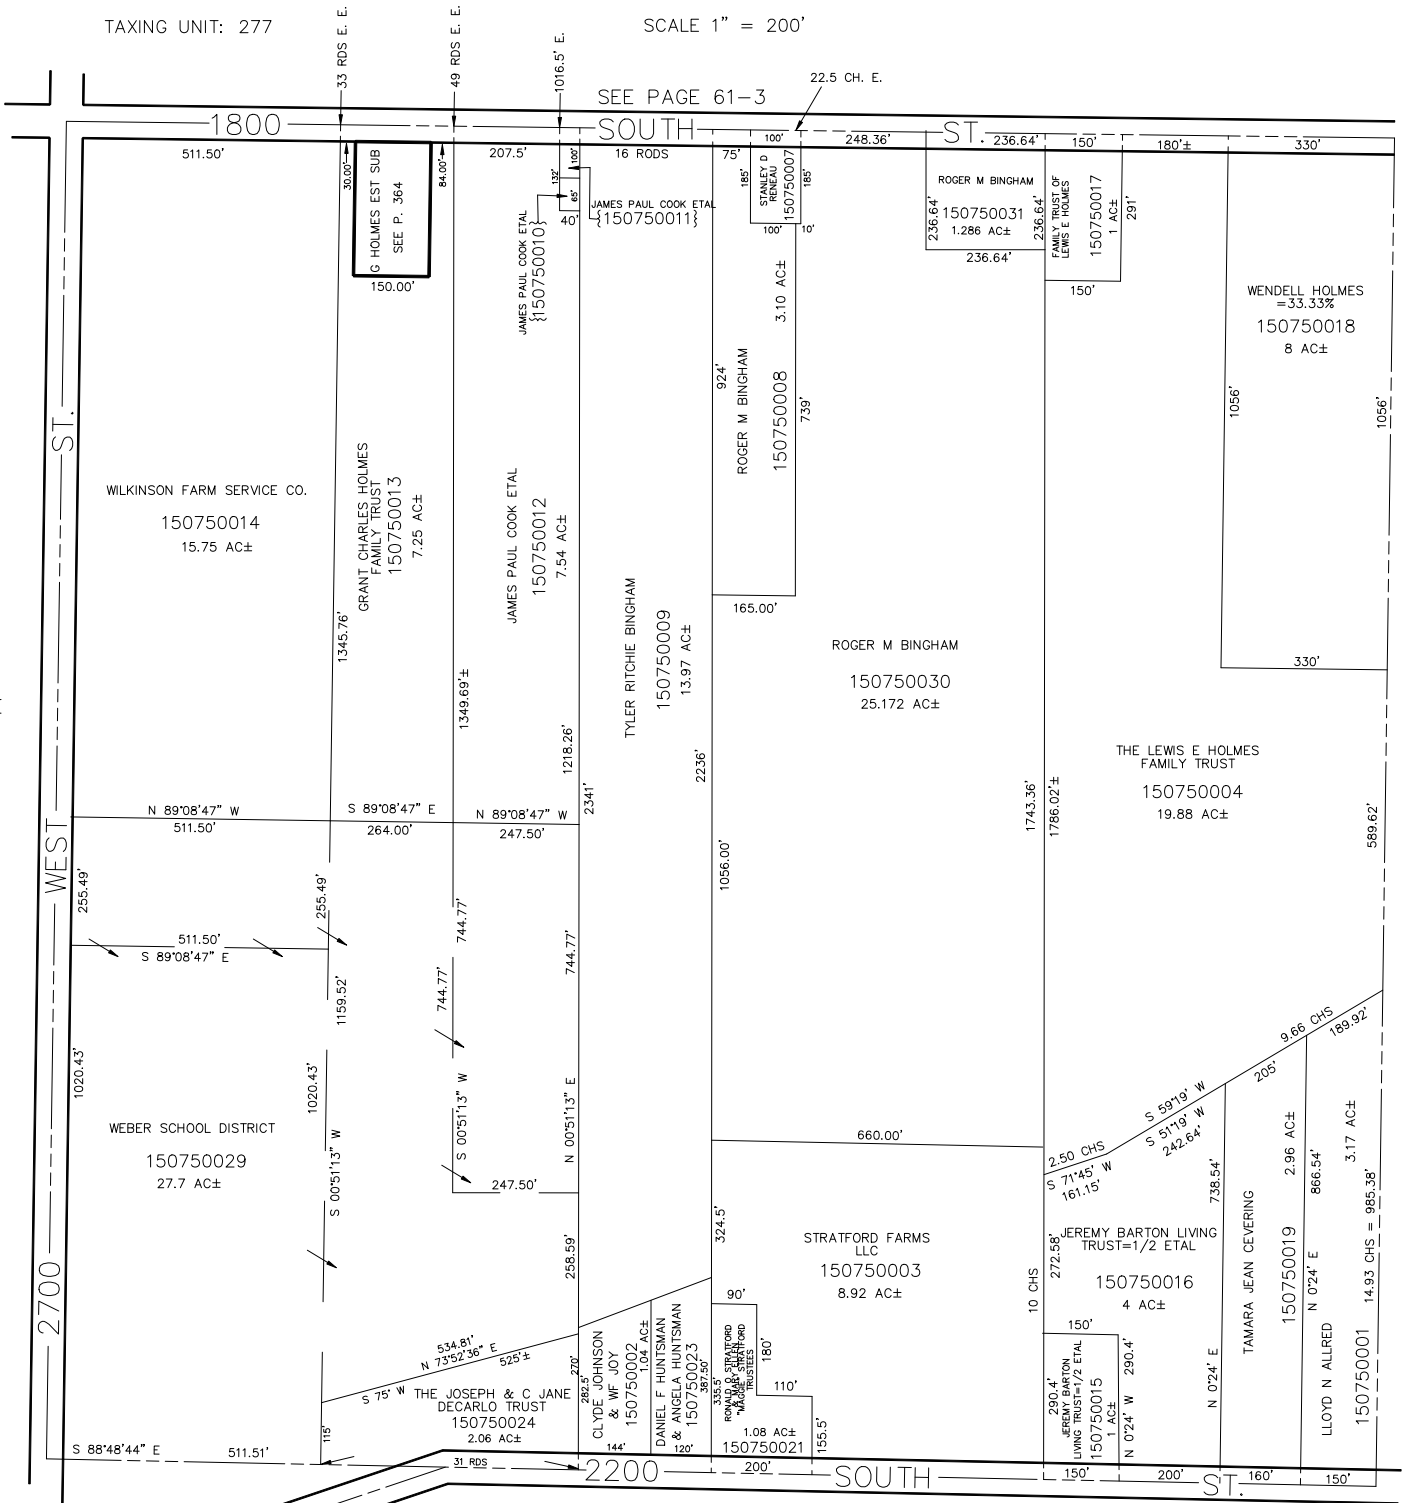 TAXING UNIT: 277
SCALE 1" = 200'
33 RDS E. E.
49 RDS E. E.
1016.5' E.
22.5 CH. E.
SEE PAGE 61-3
1800 SOUTH ST.
511.50'
30.00'
84.00'
207.5'
100'
132'
65'
40'
16 RODS
75'
100'
248.36'
236.64'
150'
180'±
330'
G HOLMES EST SUB
SEE P. 364
150.00'
JAMES PAUL COOK ETAL
{150750010}
JAMES PAUL COOK ETAL
{150750011}
185'
STANLEY D
RENEAU
150750007
185'
100'
10'
ROGER M BINGHAM
150750031
1.286 AC±
236.64'
236.64'
236.64'
FAMILY TRUST OF
LEWIS E HOLMES
150750017
1 AC±
291'
150'
WENDELL HOLMES
=33.33%
150750018
8 AC±
1056'
1056'
330'
ROGER M BINGHAM
150750008
3.10 AC±
924'
739'
165.00'
WILKINSON FARM SERVICE CO.
150750014
15.75 AC±
GRANT CHARLES HOLMES
FAMILY TRUST
150750013
7.25 AC±
1345.76'
1349.69'±
JAMES PAUL COOK ETAL
150750012
7.54 AC±
1218.26'
2341'
TYLER RITCHIE BINGHAM
150750009
13.97 AC±
2236'
1056.00'
ROGER M BINGHAM
150750030
25.172 AC±
1743.36'
1786.02'±
THE LEWIS E HOLMES
FAMILY TRUST
150750004
19.88 AC±
589.62'
N 89°08'47" W
511.50'
S 89°08'47" E
264.00'
N 89°08'47" W
247.50'
2700 WEST ST.
255.49'
255.49'
511.50'
S 89°08'47" E
1159.52'
744.77'
744.77'
744.77'
1020.43'
1020.43'
S 00°51'13" W
S 00°51'13" W
N 00°51'13" E
WEBER SCHOOL DISTRICT
150750029
27.7 AC±
247.50'
258.59'
660.00'
324.5'
STRATFORD FARMS
LLC
150750003
8.92 AC±
10 CHS
272.58'
2.50 CHS
S 71°45' W
161.15'
S 59°19' W
S 51°19' W
242.64'
9.66 CHS
205'
189.92'
JEREMY BARTON LIVING
TRUST=1/2 ETAL
150750016
4 AC±
738.54'
N 0°24' E
TAMARA JEAN CEVERING
150750019
2.96 AC±
866.54'
N 0°24' E
LLOYD N ALLRED
150750001
3.17 AC±
14.93 CHS = 985.38'
150'
290.4'
JEREMY BARTON
LIVING TRUST=1/2 ETAL
150750015
1 AC±
N 0°24' W 290.4'
534.81'
N 73°52'36" E
525'±
S 75° W
THE JOSEPH & C JANE
DECARLO TRUST
150750024
2.06 AC±
115'
270'
282.5'
CLYDE JOHNSON
& WF JOY
150750002
1.04 AC±
144'
DANIEL F HUNTSMAN
& ANGELA HUNTSMAN
150750023
387.50'
120'
90'
335.5'
RONALD O STRATFORD
& MARY ELLEN
"MAGGIE" STRATFORD
TRUSTEES
180'
110'
1.08 AC±
150750021
155.5'
200'
S 88°48'44" E
511.51'
31 RDS
2200 SOUTH ST.
150'
200'
160'
150'